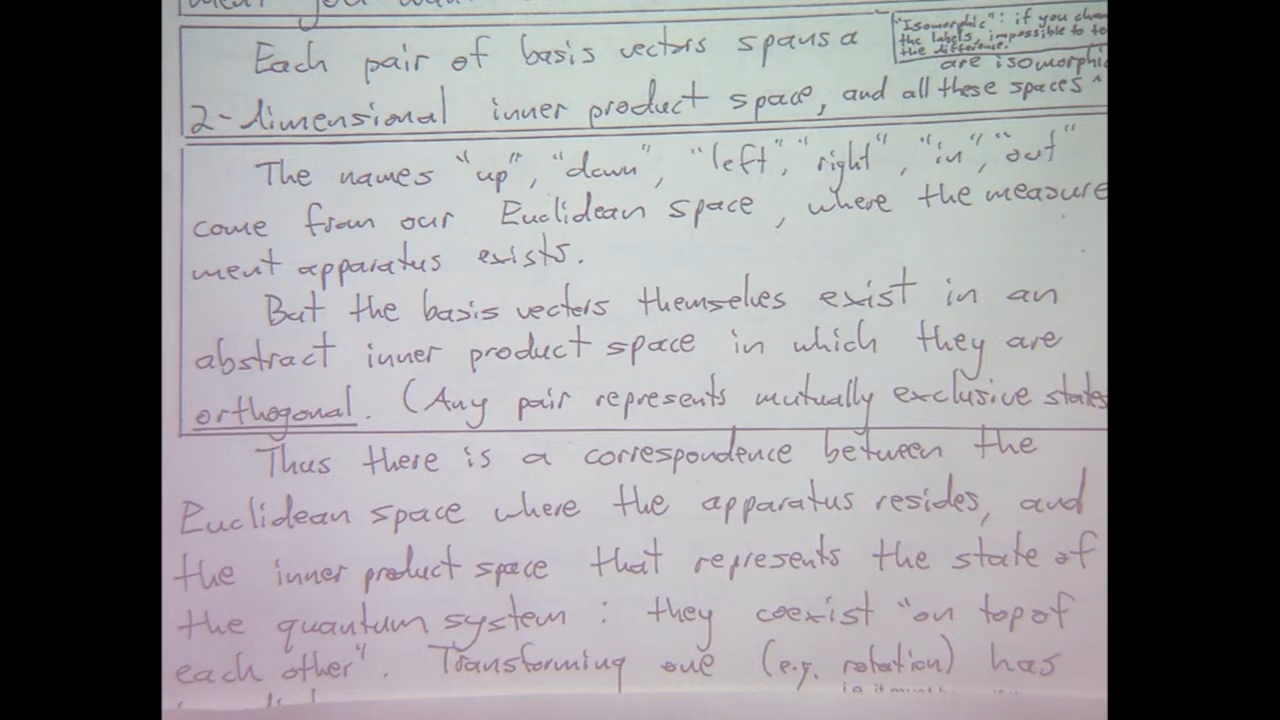 Each pair of basis vectors spans a
"Isomorphic": if you
the labels, impossible to
the difference.
are
2-dimensional inner product space, and all these spaces ^
The names "up", "down", "left", "right", "in", "out"
come from our Euclidean space, where the measure
ment apparatus exists.
But the basis vectors themselves exist in an
abstract inner product space in which they are
orthogonal. (Any pair represents mutually exclusive states
Thus there is a correspondence between the
Euclidean space where the apparatus resides, and
the inner product space that represents the state of
the quantum system : they coexist "on top of
each other". Transforming one (e.g. rotation) has